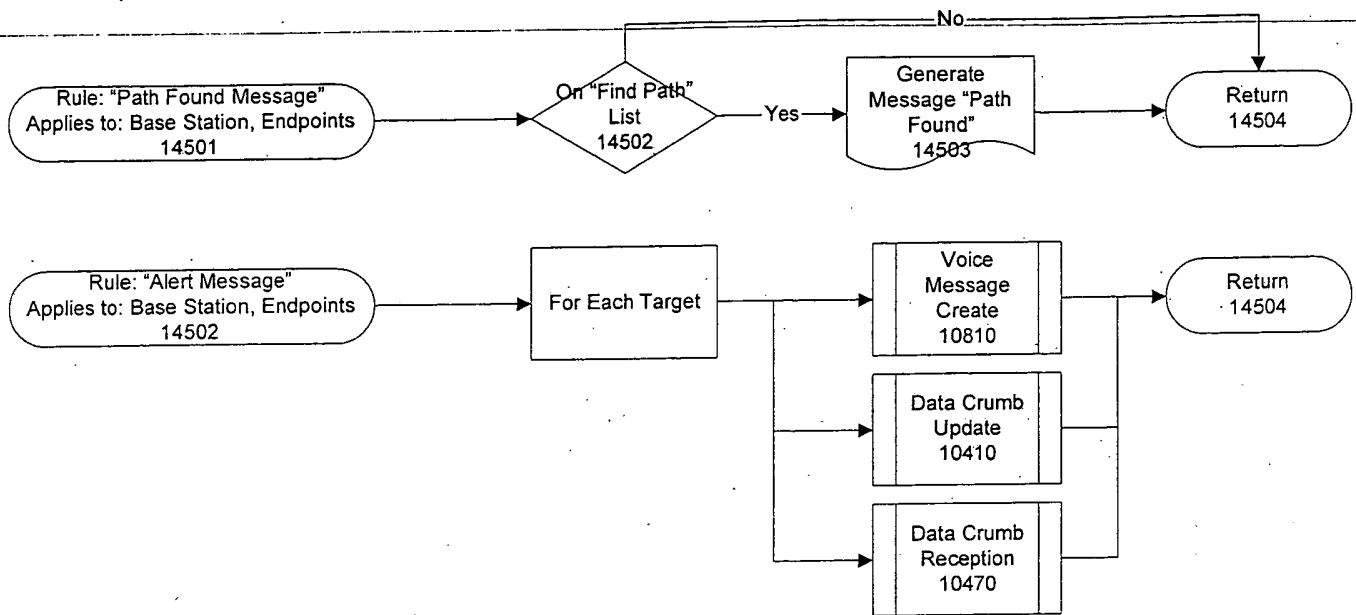 No
Rule: “Path Found Message”
Applies to: Base Station, Endpoints
14501
On “Find Path”
List
14502
Yes
Generate
Message “Path
Found”
14503
Return
14504
Rule: “Alert Message”
Applies to: Base Station, Endpoints
14502
For Each Target
Voice
Message
Create
10810
Return
14504
Data Crumb
Update
10410
Data Crumb
Reception
10470